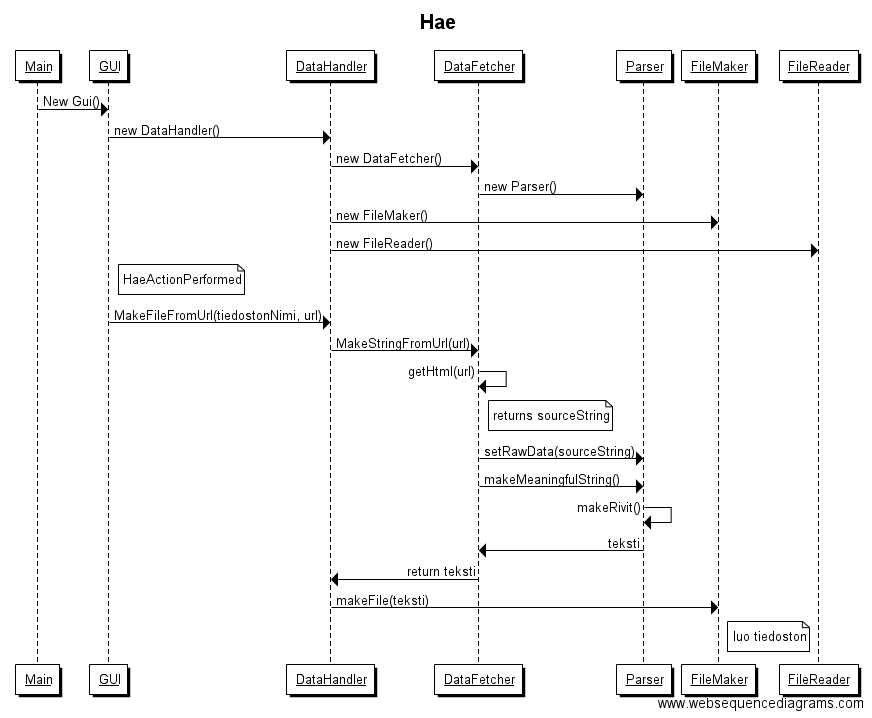 Hae
Main GUI DataHandler DataFetcher Parser FileMaker FileReader
New Gui()
new DataHandler()
new DataFetcher()
new Parser()
new FileMaker()
new FileReader()
HaeActionPerformed
MakeFileFromUrl(tiedostonNimi, url)
MakeStringFromUrl(url)
getHtml(url)
returns sourceString
setRawData(sourceString)
makeMeaningfulString()
makeRivit()
teksti
return teksti
makeFile(teksti)
luo tiedoston
Main GUI DataHandler DataFetcher Parser FileMaker FileReader
www.websequencediagrams.com